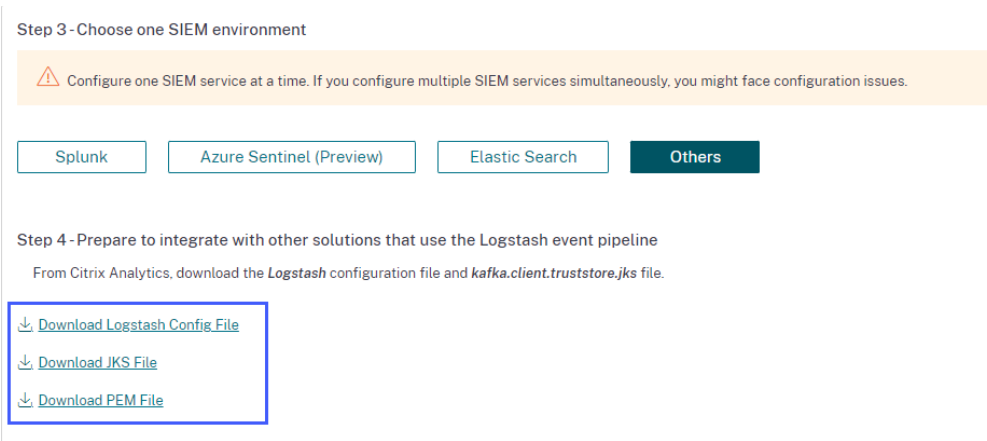 Step 3 - Choose one SIEM environment
Configure one SIEM service at a time. If you configure multiple SIEM services simultaneously, you might face configuration issues.
Splunk Azure Sentinel (Preview) Elastic Search Others
Step 4 - Prepare to integrate with other solutions that use the Logstash event pipeline
From Citrix Analytics, download the Logstash configuration file and kafka.client.truststore.jks file.
Download Logstash Config File
Download JKS File
Download PEM File